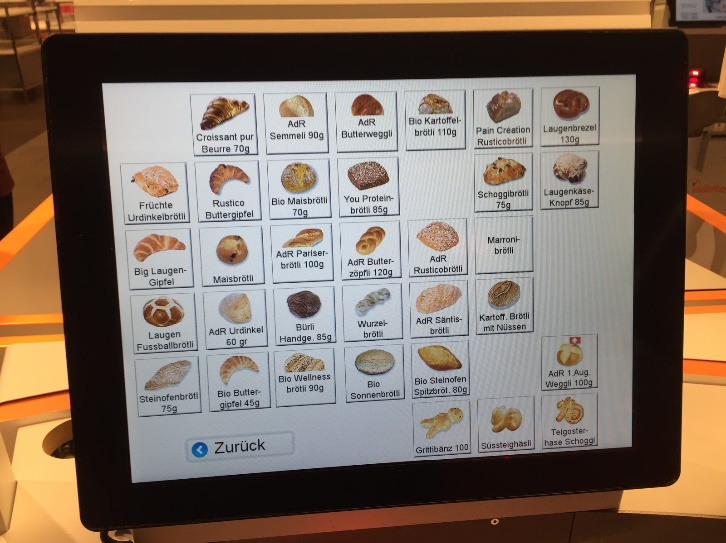 Croissant pur
Beurre 70g
AdR
Semmeli 90g
AdR
Butterweggli
Bio Kartoffel-
brötli 110g
Pain Création
Rusticobrötli
Laugenbrezel
130g
Früchte
Urdinkelbrötli
Rustico
Buttergipfel
Bio Maisbrötli
70g
You Protein-
brötli 85g
Schoggibrötli
75g
Laugenkäse-
Knopf 85g
Big Laugen-
Gipfel
Maisbrötli
AdR Pariser-
brötli 100g
AdR Butter-
zöpfli 120g
AdR
Rusticobrötli
Marroni-
brötli
Laugen
Fussballbrötli
AdR Urdinkel
60 gr
Bürli
Handge. 85g
Wurzel-
brötli
AdR Säntis-
brötli
Kartoff. Brötli
mit Nüssen
Steinofenbrötli
75g
Bio Butter-
gipfel 45g
Bio Wellness
brötli 90g
Bio
Sonnenbrötli
Bio Steinofen
Spitzbröt. 80g
AdR 1.Aug.
Weggli 100g
Grittibänz 100
Süssteighäsli
Teigoster-
hase Schoggi
Zurück